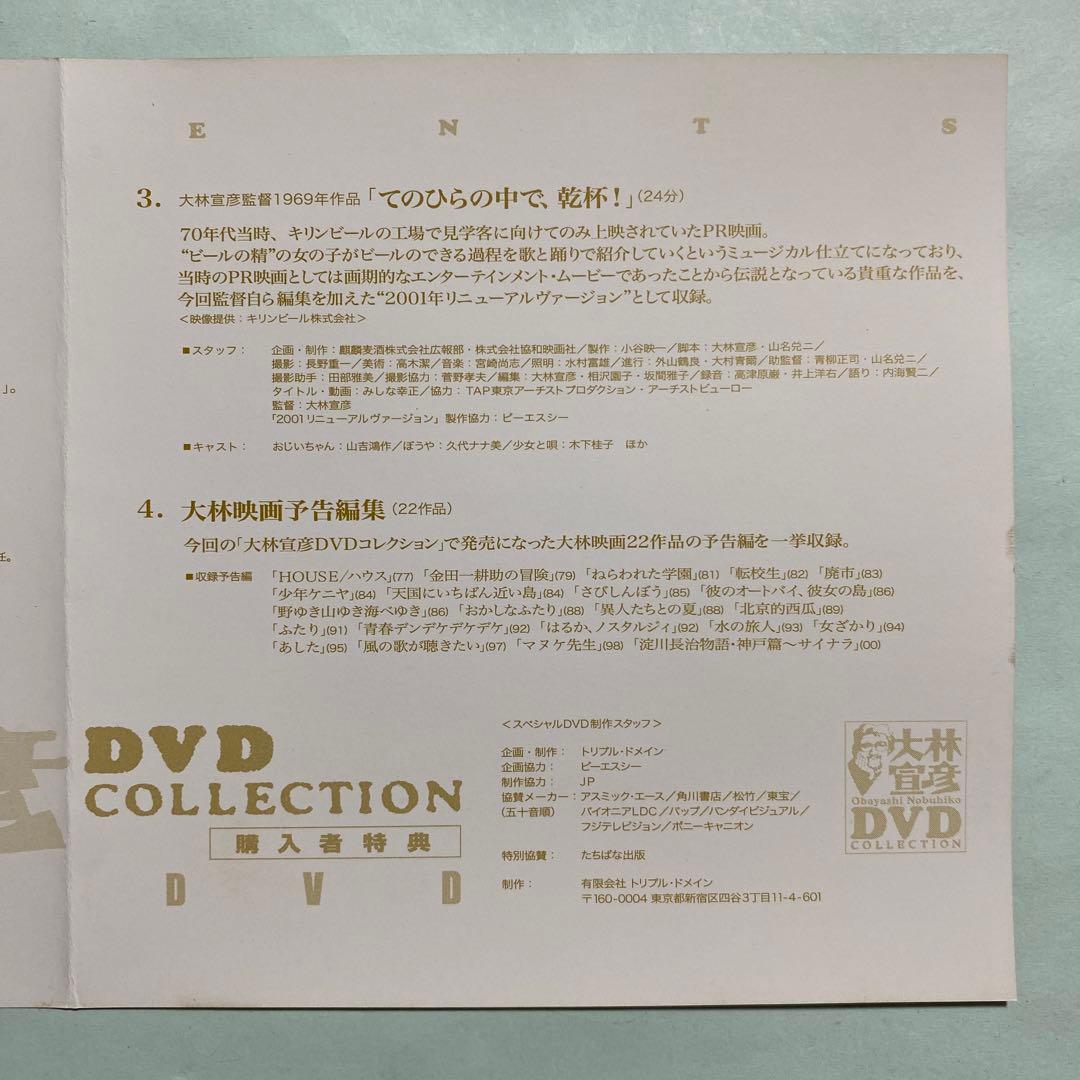 E N T S
3. 大林宣彦監督1969年作品「てのひらの中で、乾杯！」(24分)
70年代当時、キリンビールの工場で見学客に向けてのみ上映されていたPR映画。
“ビールの精”の女の子がビールのできる過程を歌と踊りで紹介していくというミュージカル仕立てになっており、
当時のPR映画としては画期的なエンターテインメント・ムービーであったことから伝説となっている貴重な作品を、
今回監督自ら編集を加えた“2001年リニューアルヴァージョン”として収録。
＜映像提供：キリンビール株式会社＞
■スタッフ： 企画・制作：麒麟麦酒株式会社広報部・株式会社協和映画社／製作：小谷映一／脚本：大林宣彦・山名兌二／
撮影：長野重一／美術：高木潔／音楽：宮崎尚志／照明：水村富雄／進行：外山鶴良・大村青爾／助監督：青柳正司・山名兌二／
撮影助手：田部雅美／撮影協力：菅野孝夫／編集：大林宣彦・相沢園子・坂間雅子／録音：高津原巌・井上洋右／語り：内海賢二／
タイトル・動画：みしな幸正／協力：TAP東京アーチストプロダクション・アーチストビューロー
監督：大林宣彦
「2001リニューアルヴァージョン」製作協力：ピーエスシー
■キャスト： おじいちゃん：山吉鴻作／ぼうや：久代ナナ美／少女と唄：木下桂子 ほか
4. 大林映画予告編集(22作品)
今回の「大林宣彦DVDコレクション」で発売になった大林映画22作品の予告編を一挙収録。
■収録予告編 「HOUSE/ハウス」(77)「金田一耕助の冒険」(79)「ねらわれた学園」(81)「転校生」(82)「廃市」(83)
「少年ケニヤ」(84)「天国にいちばん近い島」(84)「さびしんぼう」(85)「彼のオートバイ、彼女の島」(86)
「野ゆき山ゆき海べゆき」(86)「おかしなふたり」(88)「異人たちとの夏」(88)「北京的西瓜」(89)
「ふたり」(91)「青春デンデケデケデケ」(92)「はるか、ノスタルジィ」(92)「水の旅人」(93)「女ざかり」(94)
「あした」(95)「風の歌が聴きたい」(97)「マヌケ先生」(98)「淀川長治物語・神戸篇～サイナラ」(00)
」。
任。
DVD
COLLECTION
購入者特典
D V D
＜スペシャルDVD制作スタッフ＞
企画・制作： トリプル・ドメイン
企画協力： ピーエスシー
制作協力： JP
協賛メーカー：アスミック・エース／角川書店／松竹／東宝／
(五十音順) パイオニアLDC／バップ／バンダイビジュアル／
フジテレビジョン／ポニーキャニオン
特別協賛： たちばな出版
制作： 有限会社 トリプル・ドメイン
〒160-0004 東京都新宿区四谷3丁目11-4-601
大林
宣彦
Obayashi Nobuhiko
DVD
COLLECTION